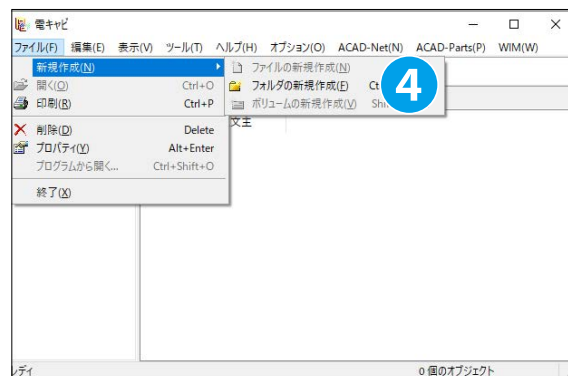 電キャビ
ファイル(F) 編集(E) 表示(V) ツール(T) ヘルプ(H) オプション(O) ACAD-Net(N) ACAD-Parts(P) WIM(W)
新規作成(N)
ファイルの新規作成(N)
開く(O) Ctrl+O
フォルダの新規作成(F)
4
印刷(R) Ctrl+P
ボリュームの新規作成(V)
文主
削除(D) Delete
プロパティ(Y) Alt+Enter
プログラムから開く... Ctrl+Shift+O
終了(X)
レディ
0 個のオブジェクト